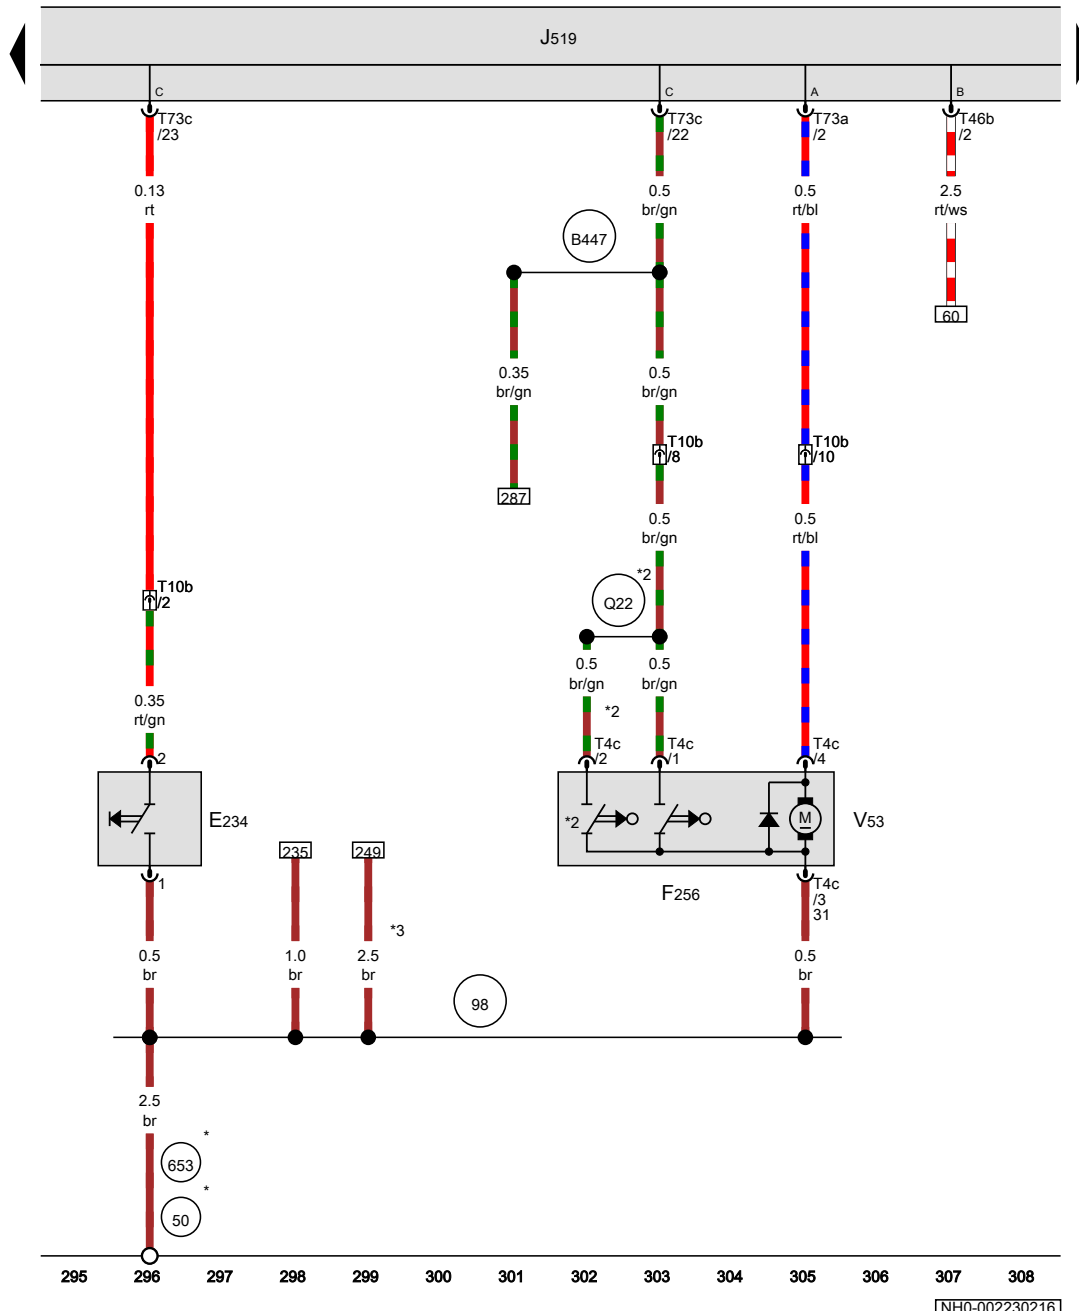 J519
C
C
A
B
T73c
/23
T73c
/22
T73a
/2
T46b
/2
0.13
rt
0.5
br/gn
0.5
rt/bl
2.5
rt/ws
B447
60
0.35
br/gn
0.5
br/gn
T10b
/8
T10b
/10
287
0.5
br/gn
0.5
rt/bl
T10b
/2
*2
Q22
0.5
br/gn
0.5
br/gn
0.35
rt/gn
*2
2
T4c
/2
T4c
/1
T4c
/4
E234
*2
M
V53
235
249
1
F256
T4c
/3
31
*3
0.5
br
1.0
br
2.5
br
0.5
br
98
2.5
br
*
653
*
50
295 296 297 298 299 300 301 302 303 304 305 306 307 308
NH0-002230216